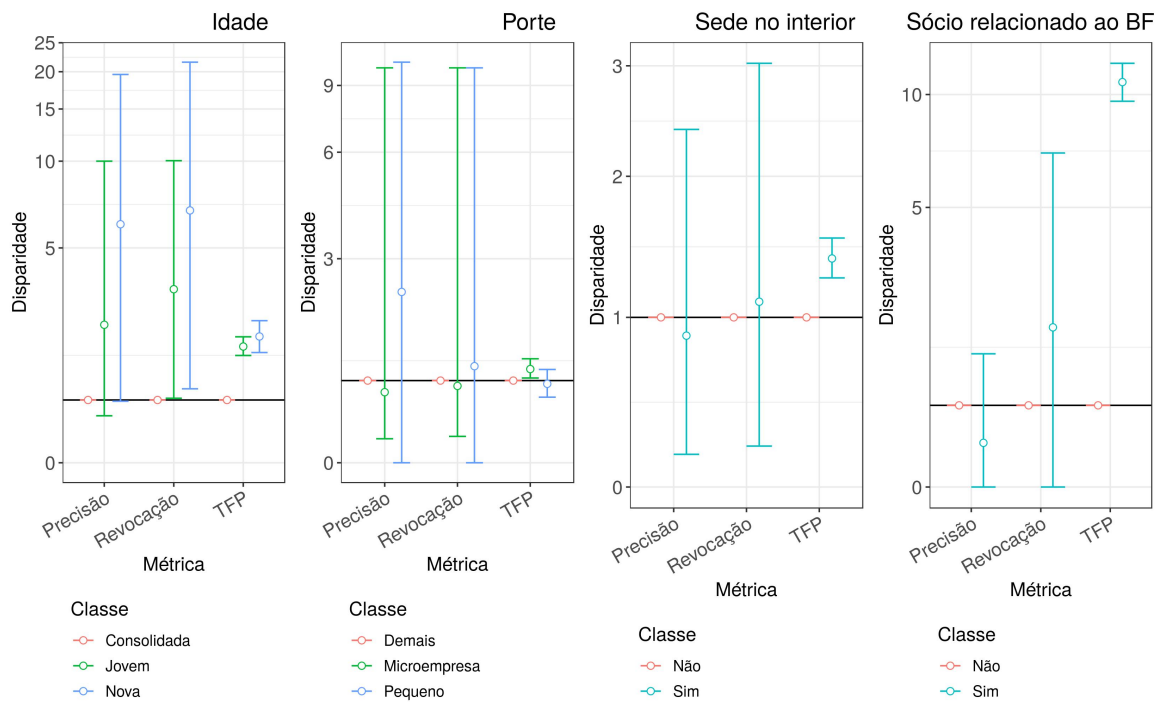 Idade
Disparidade
25
20
15
10
5
0
Precisão
Revocação
TFP
Métrica
Classe
Consolidada
Jovem
Nova
Porte
Disparidade
9
6
3
0
Precisão
Revocação
TFP
Métrica
Classe
Demais
Microempresa
Pequeno
Sede no interior
Disparidade
3
2
1
0
Precisão
Revocação
TFP
Métrica
Classe
Não
Sim
Sócio relacionado ao BF
Disparidade
10
5
0
Precisão
Revocação
TFP
Métrica
Classe
Não
Sim